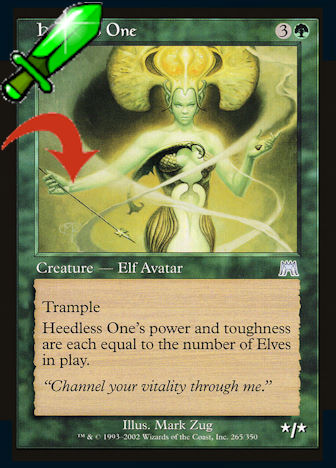 One 3
Creature — Elf Avatar
Trample
Heedless One's power and toughness
are each equal to the number of Elves
in play.
“Channel your vitality through me.”
Illus. Mark Zug
*/*
™ & © 1993–2002 Wizards of the Coast, Inc. 265/350